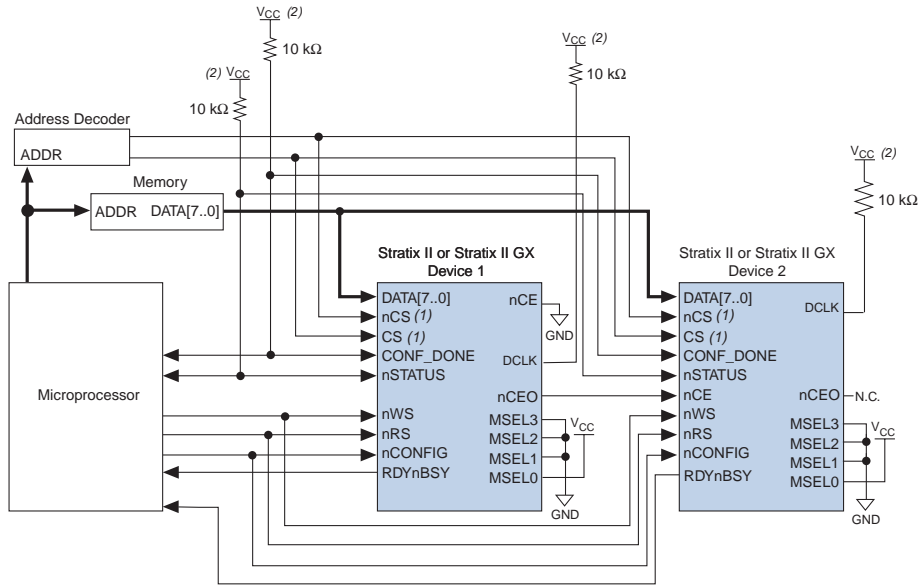 VCC (2)
10 kΩ
(2) VCC
10 kΩ
VCC (2)
10 kΩ
Address Decoder
ADDR
Memory
ADDR DATA[7..0]
VCC (2)
10 kΩ
Stratix II or Stratix II GX
Device 1
DATA[7..0]
nCS (1)
CS (1)
CONF_DONE
nSTATUS
nWS
nRS
nCONFIG
RDYnBSY
nCE
GND
DCLK
nCEO
MSEL3
MSEL2
MSEL1
MSEL0
VCC
GND
Stratix II or Stratix II GX
Device 2
DATA[7..0]
nCS (1)
CS (1)
CONF_DONE
nSTATUS
nCE
nWS
nRS
nCONFIG
RDYnBSY
DCLK
nCEO
N.C.
MSEL3
MSEL2
MSEL1
MSEL0
VCC
GND
Microprocessor